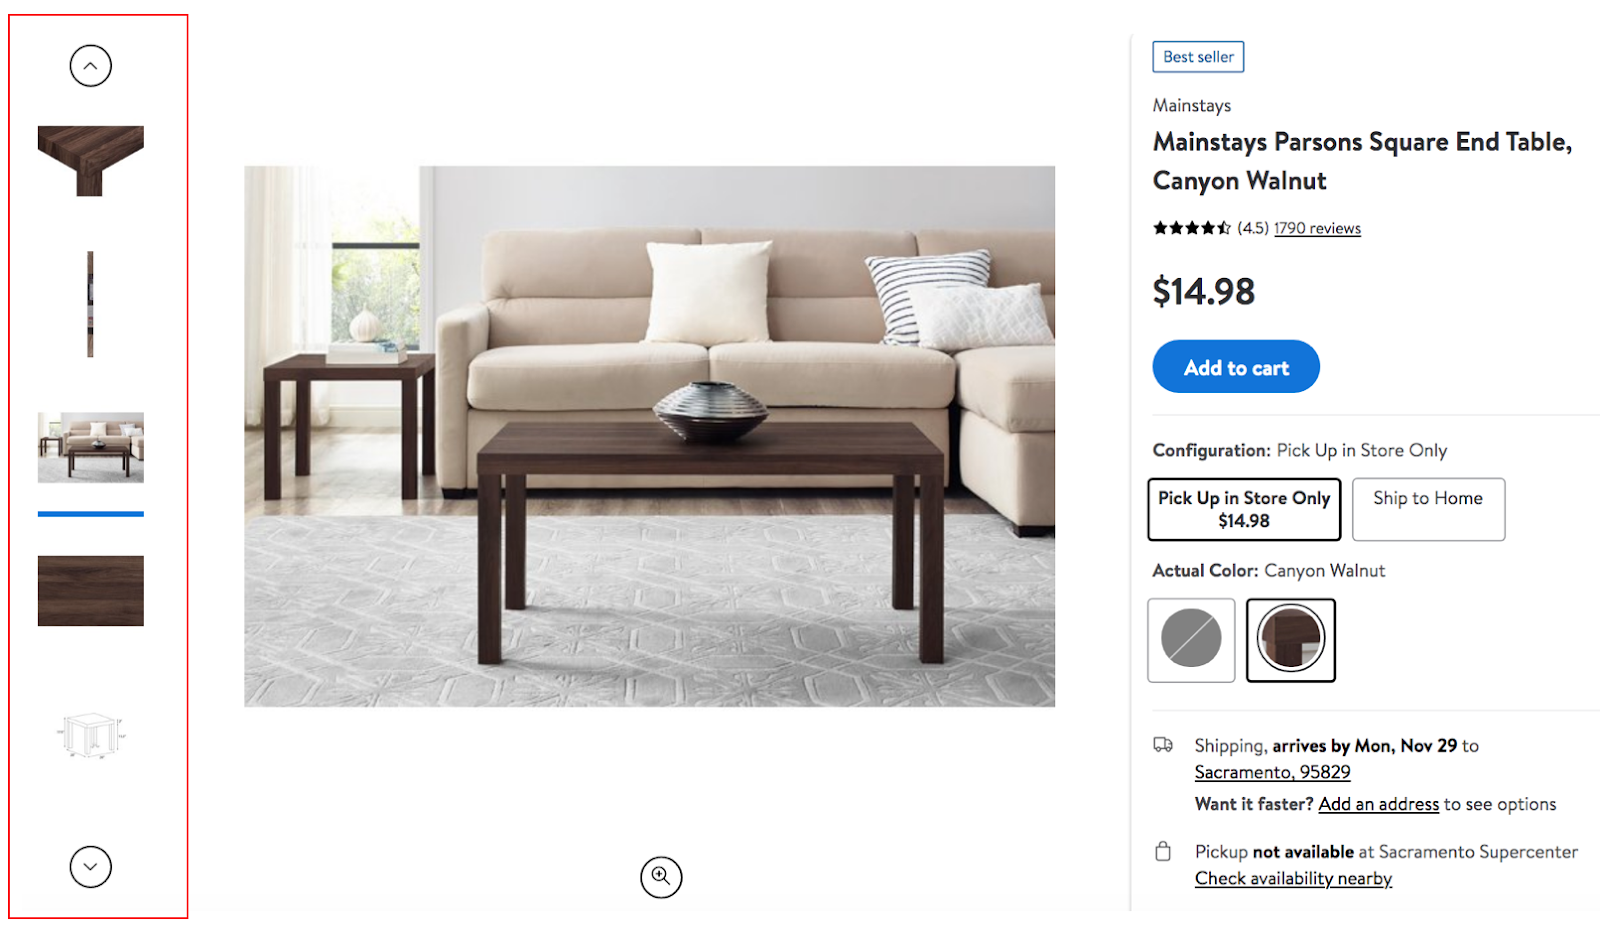 Best seller
Mainstays
Mainstays Parsons Square End Table,
Canyon Walnut
(4.5) 1790 reviews
$14.98
Add to cart
Configuration: Pick Up in Store Only
Pick Up in Store Only
$14.98
Ship to Home
Actual Color: Canyon Walnut
Shipping, arrives by Mon, Nov 29 to
Sacramento, 95829
Want it faster? Add an address to see options
Pickup not available at Sacramento Supercenter
Check availability nearby